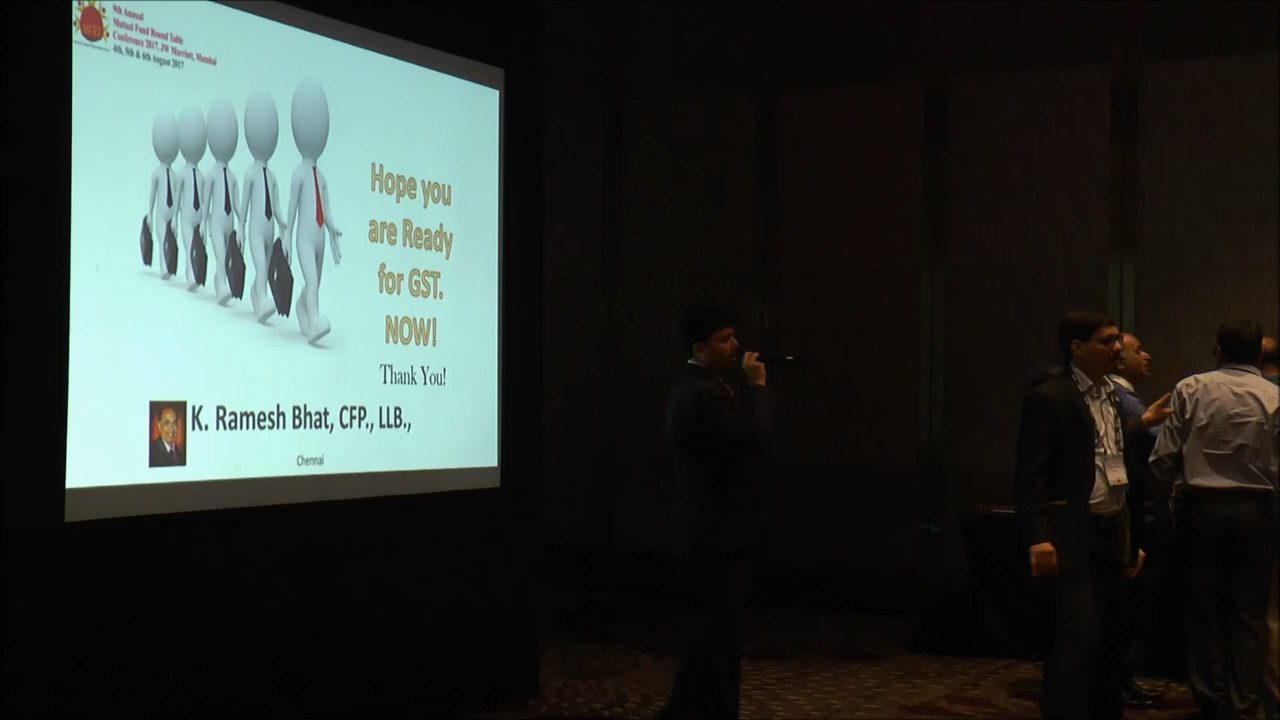 9th Annual
Mutual Fund Round Table
Conference 2017, JW Marriott, Mumbai
4th, 5th & 6th August 2017
Hope you
are Ready
for GST.
NOW!
Thank You!
K. Ramesh Bhat, CFP., LLB.,
Chennai